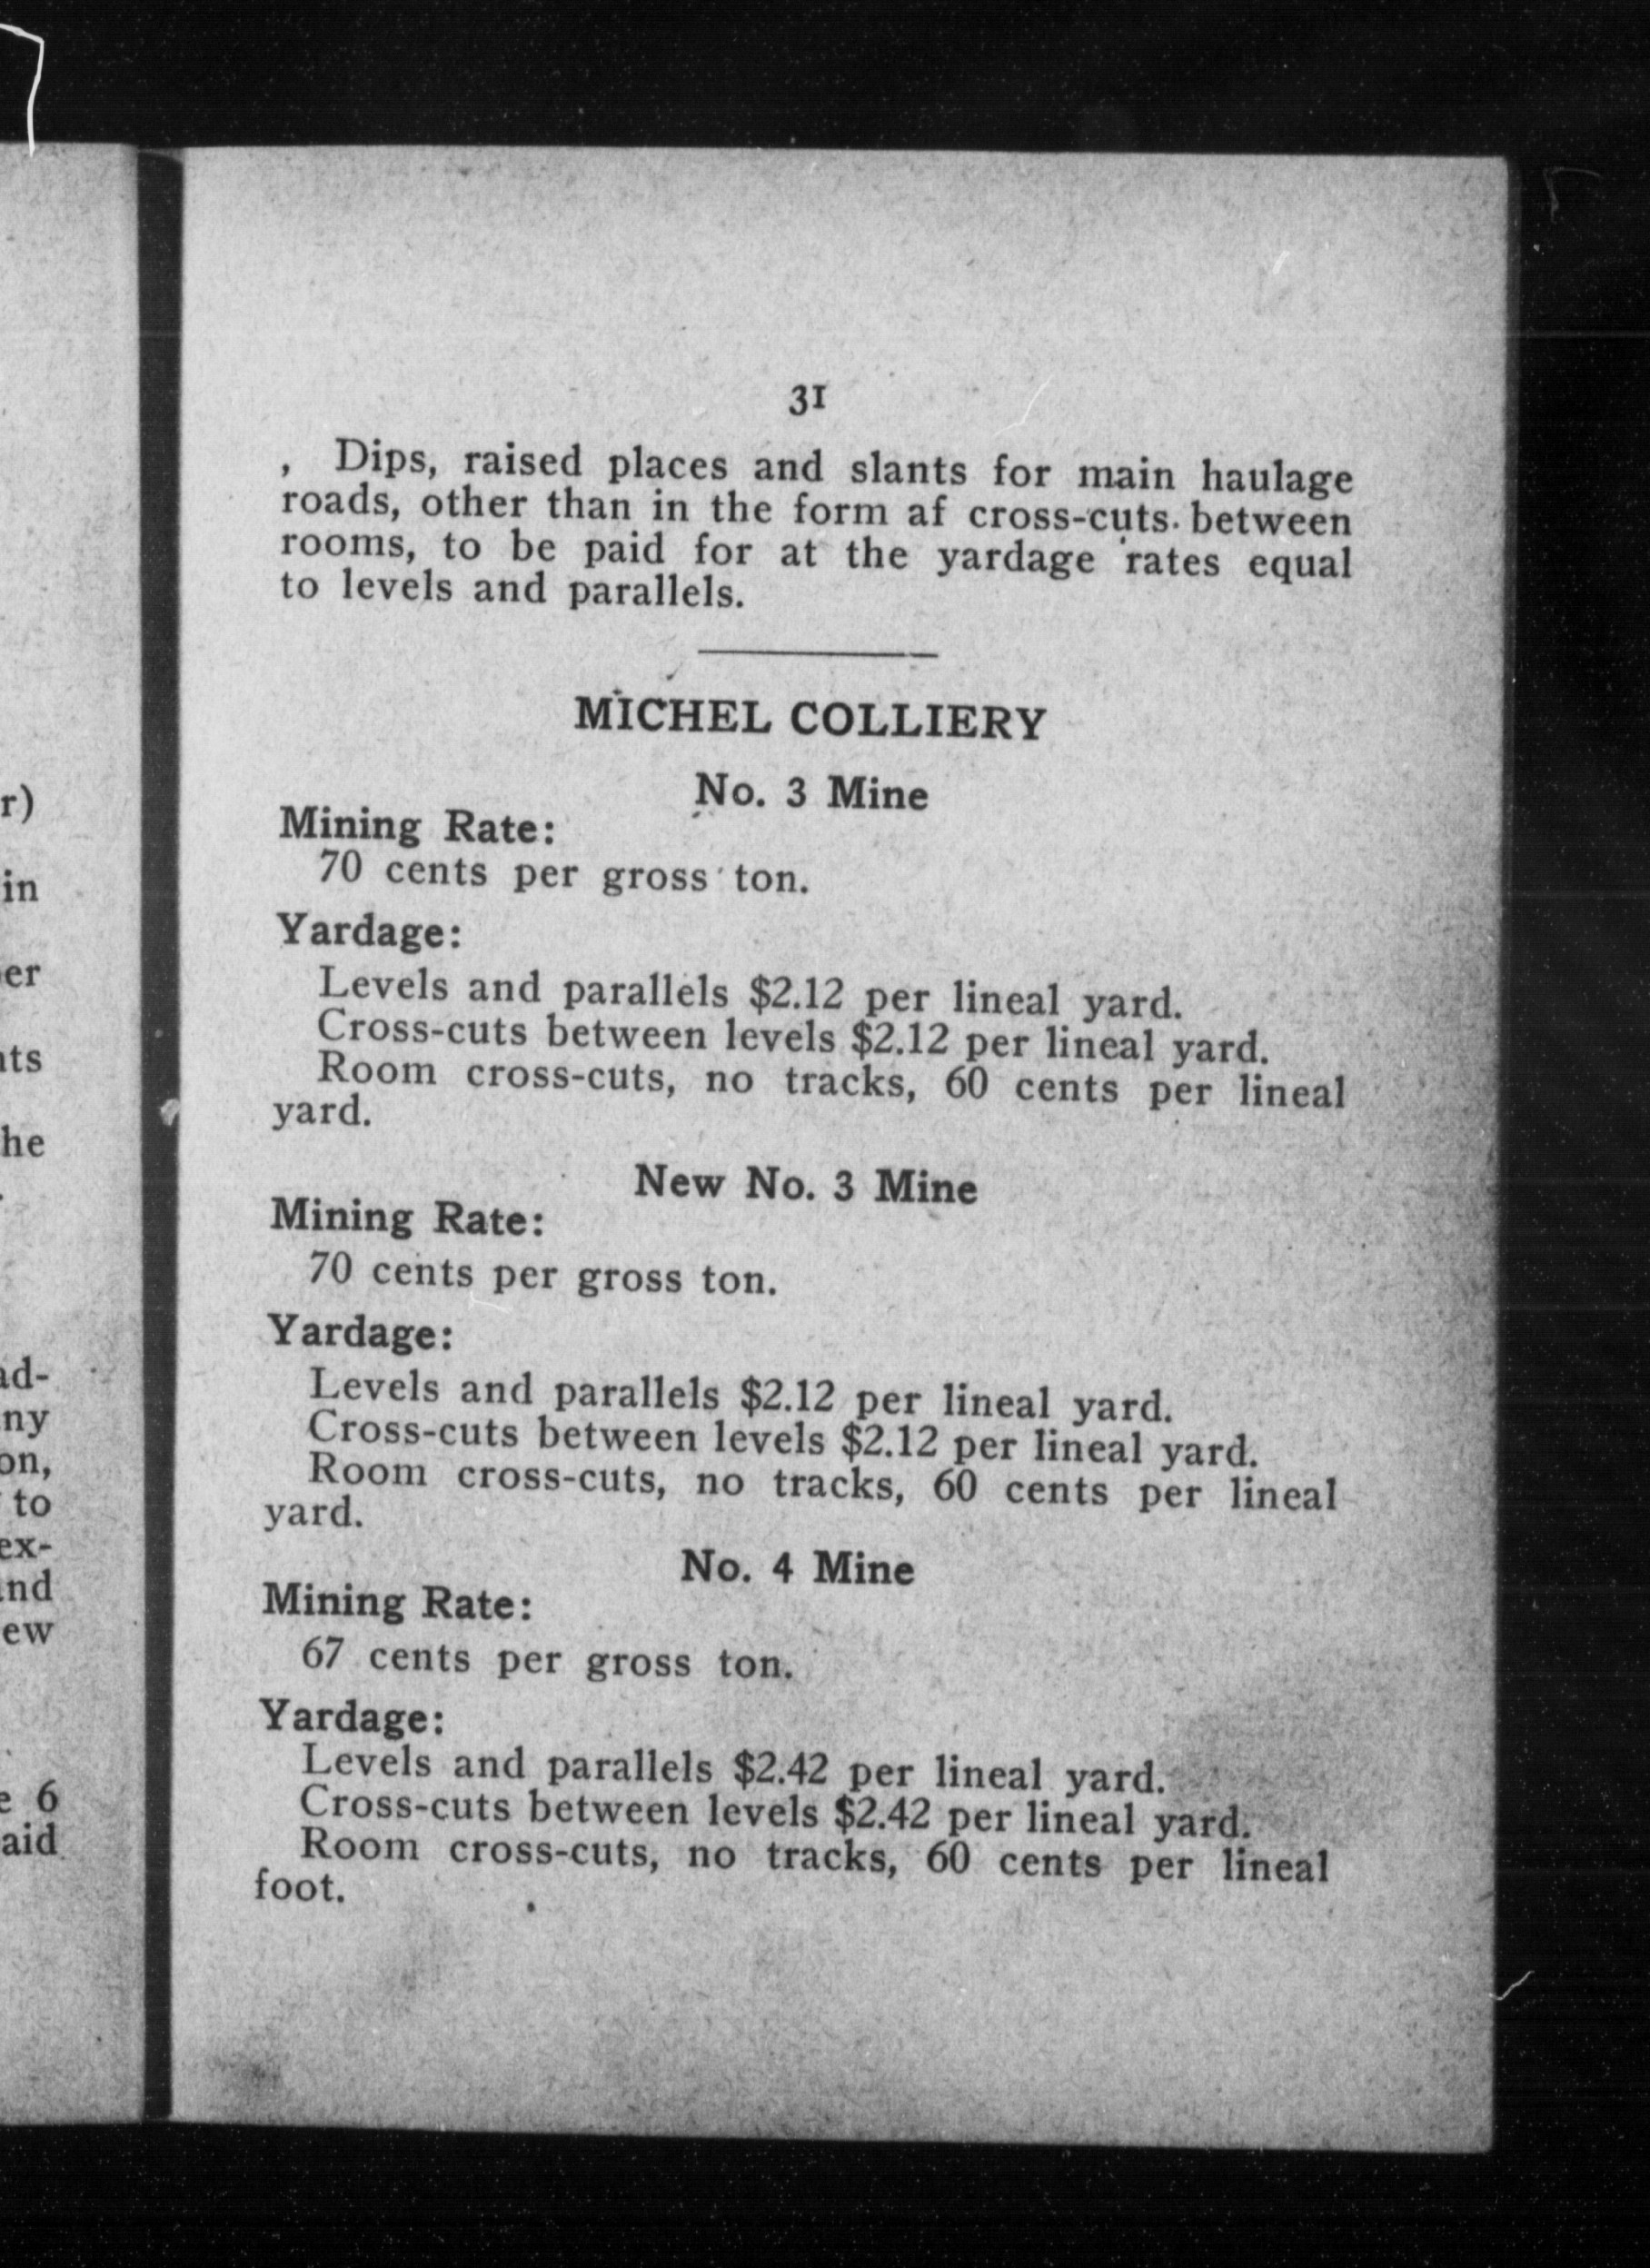 31
, Dips, raised places and slants for main haulage
roads, other than in the form af cross-cuts between
rooms, to be paid for at the yardage rates equal
to levels and parallels.
MICHEL COLLIERY
No. 3 Mine
Mining Rate:
70 cents per gross ton.
Yardage:
Levels and parallels $2.12 per lineal yard.
Cross-cuts between levels $2.12 per lineal yard.
Room cross-cuts, no tracks, 60 cents per lineal
yard.
New No. 3 Mine
Mining Rate:
70 cents per gross ton.
Yardage:
Levels and parallels $2.12 per lineal yard.
Cross-cuts between levels $2.12 per lineal yard.
Room cross-cuts, no tracks, 60 cents per lineal
yard.
No. 4 Mine
Mining Rate:
67 cents per gross ton.
Yardage:
Levels and parallels $2.42 per lineal yard.
Cross-cuts between levels $2.42 per lineal yard.
Room cross-cuts, no tracks, 60 cents per lineal
foot.